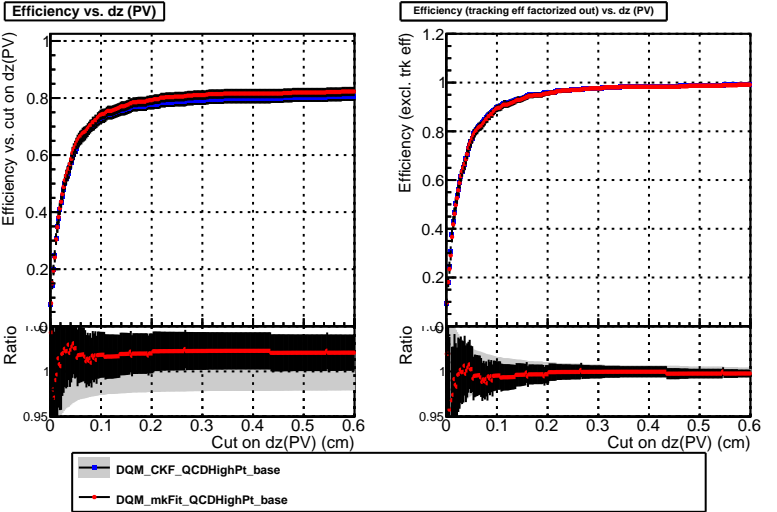 Efficiency vs. dz (PV)
Efficiency (tracking eff factorized out) vs. dz (PV)
Efficiency vs. cut on dz(PV)
1
0.8
0.6
0.4
0.2
Efficiency (excl. trk eff)
1.2
1
0.8
0.6
0.4
0.2
Ratio
1
0.95
0 0.1 0.2 0.3 0.4 0.5 0.6
Cut on dz(PV) (cm)
Ratio
1
0.95
0 0.1 0.2 0.3 0.4 0.5 0.6
Cut on dz(PV) (cm)
DQM_CKF_QCDHighPt_base
DQM_mkFit_QCDHighPt_base